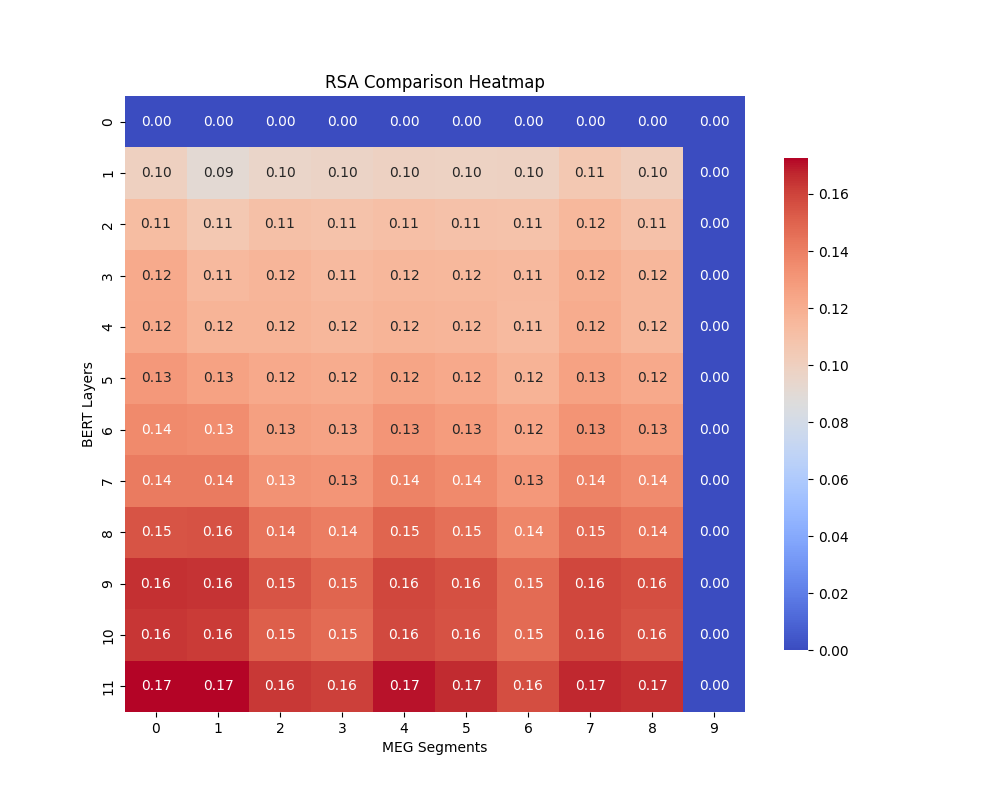 RSA Comparison Heatmap
0 0.00 0.00 0.00 0.00 0.00 0.00 0.00 0.00 0.00 0.00
1 0.10 0.09 0.10 0.10 0.10 0.10 0.10 0.11 0.10 0.00
2 0.11 0.11 0.11 0.11 0.11 0.11 0.11 0.12 0.11 0.00
3 0.12 0.11 0.12 0.11 0.12 0.12 0.11 0.12 0.12 0.00
4 0.12 0.12 0.12 0.12 0.12 0.12 0.11 0.12 0.12 0.00
5 0.13 0.13 0.12 0.12 0.12 0.12 0.12 0.13 0.12 0.00
6 0.14 0.13 0.13 0.13 0.13 0.13 0.12 0.13 0.13 0.00
7 0.14 0.14 0.13 0.13 0.14 0.14 0.13 0.14 0.14 0.00
8 0.15 0.16 0.14 0.14 0.15 0.15 0.14 0.15 0.14 0.00
9 0.16 0.16 0.15 0.15 0.16 0.16 0.15 0.16 0.16 0.00
10 0.16 0.16 0.15 0.15 0.16 0.16 0.15 0.16 0.16 0.00
11 0.17 0.17 0.16 0.16 0.17 0.17 0.16 0.17 0.17 0.00
0 1 2 3 4 5 6 7 8 9
MEG Segments
BERT Layers
0.16
0.14
0.12
0.10
0.08
0.06
0.04
0.02
0.00